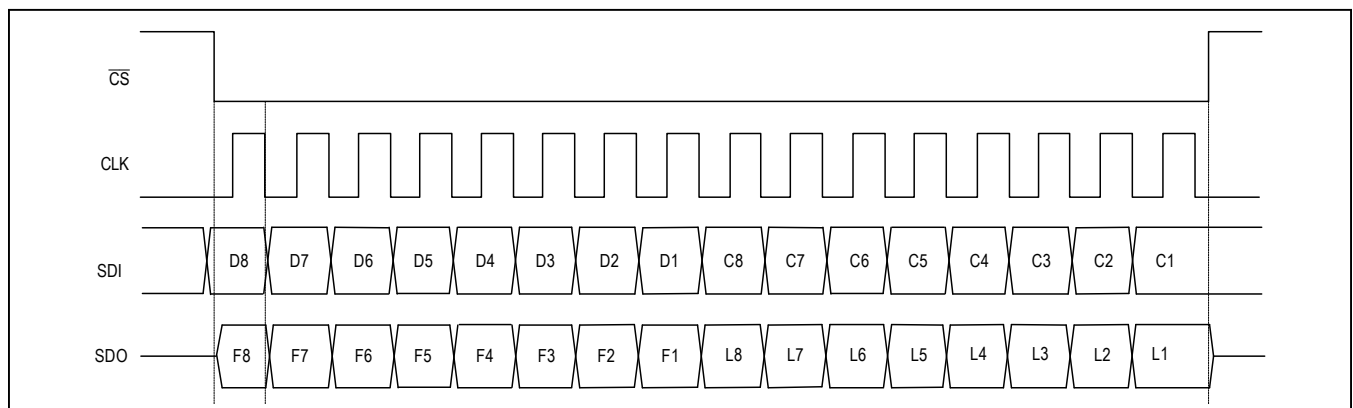 CS
CLK
SDI D8 D7 D6 D5 D4 D3 D2 D1 C8 C7 C6 C5 C4 C3 C2 C1
SDO F8 F7 F6 F5 F4 F3 F2 F1 L8 L7 L6 L5 L4 L3 L2 L1